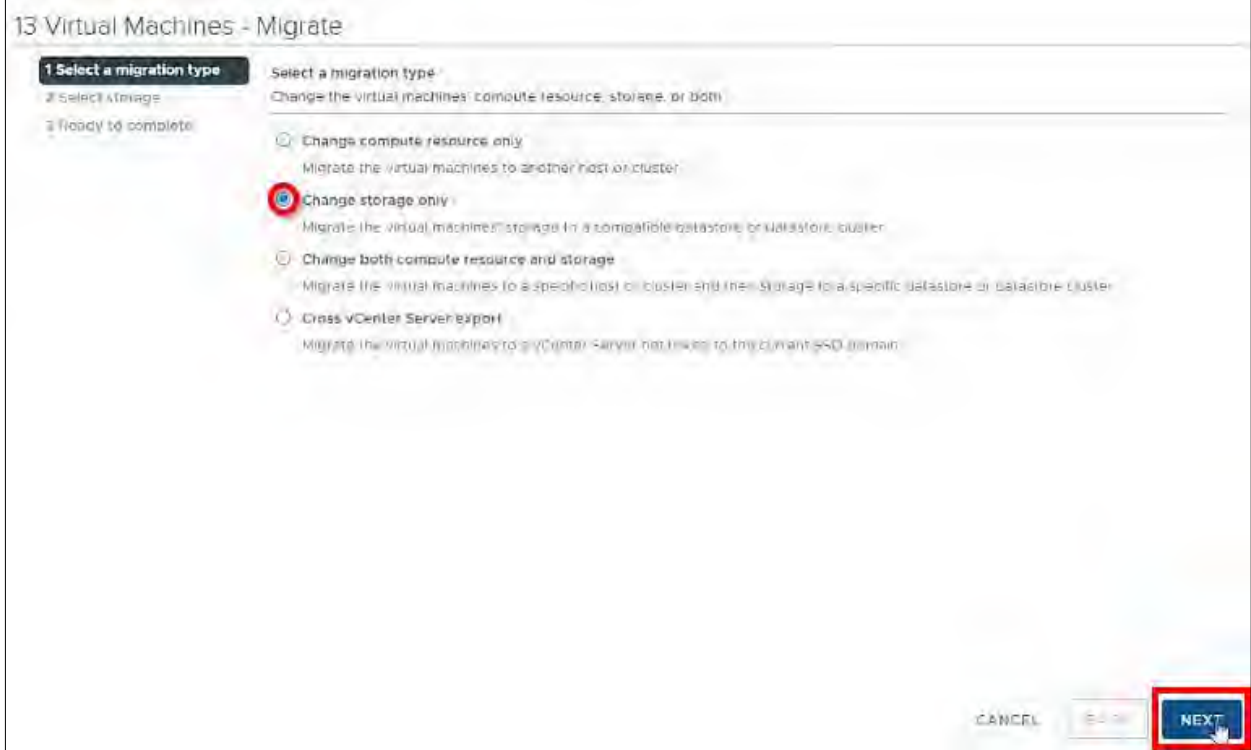 13 Virtual Machines - Migrate
1 Select a migration type
2 Select storage
3 Ready to complete
Select a migration type
Change the virtual machines' compute resource, storage, or both
Change compute resource only
Migrate the virtual machines to another host or cluster
Change storage only
Migrate the virtual machines' storage to a compatible datastore or datastore cluster
Change both compute resource and storage
Migrate the virtual machines to a specific host or cluster and their storage to a specific datastore or datastore cluster
Cross vCenter Server export
Migrate the virtual machines to a vCenter Server not linked to the current SSO domain
CANCEL
BACK
NEXT